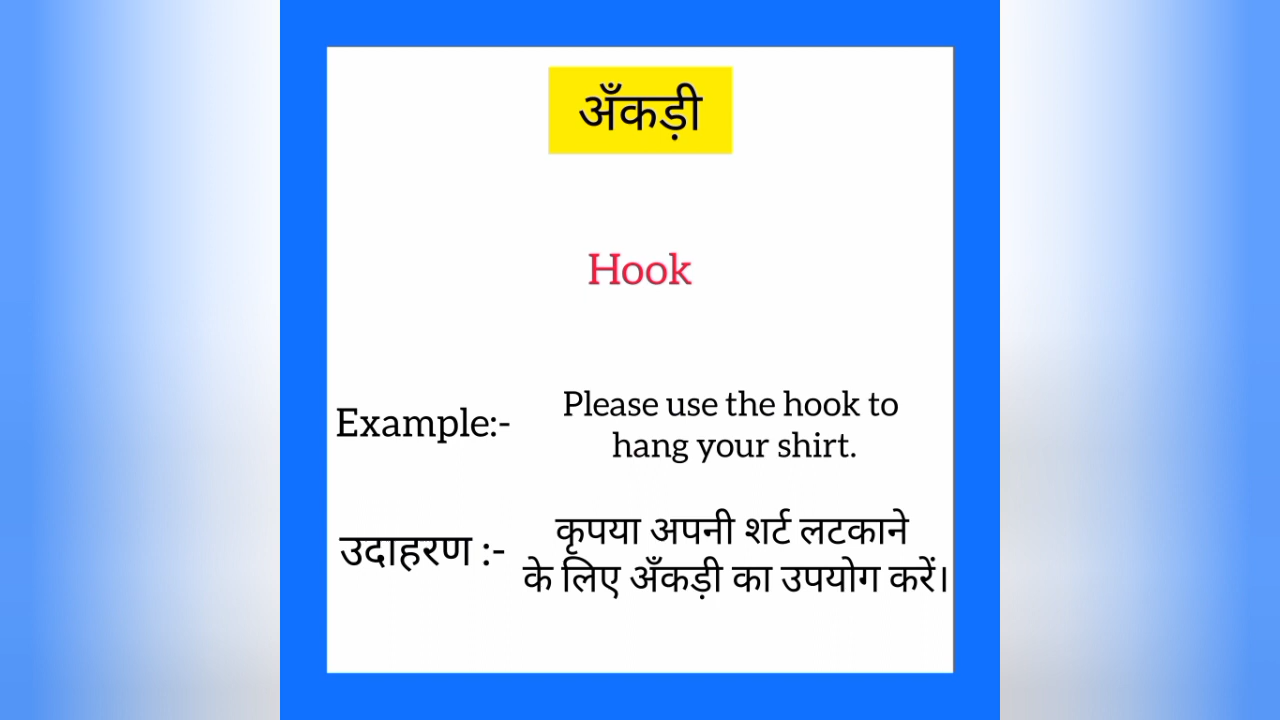 अँकड़ी
Hook
Example:-
Please use the hook to
hang your shirt.
उदाहरण :-
कृपया अपनी शर्ट लटकाने
के लिए अँकड़ी का उपयोग करें।